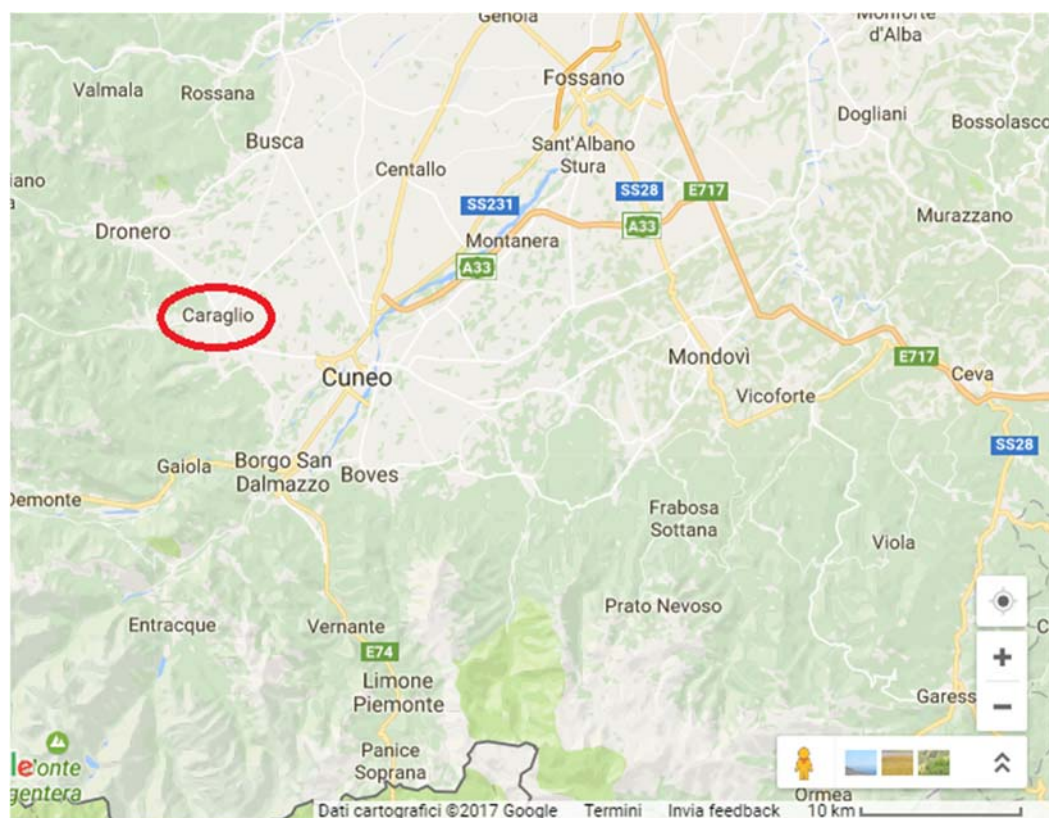 Genola
Monforte
d'Alba
Fossano
Valmala
Rossana
Dogliani
Bossolasco
Busca
Sant'Albano
Stura
Centallo
SS28
E717
SS231
Murazzano
Dronero
Montanera
A33
A33
Caraglio
Mondovì
E717
Cuneo
Ceva
Vicoforte
SS28
Gaiola
Borgo San
Dalmazzo
Boves
Demonte
Frabosa
Sottana
Viola
Prato Nevoso
Entracque
Vernante
E74
Limone
Piemonte
Garess
Panice
Soprana
Ormea
Dati cartografici ©2017 Google
Termini
Invia feedback
10 km